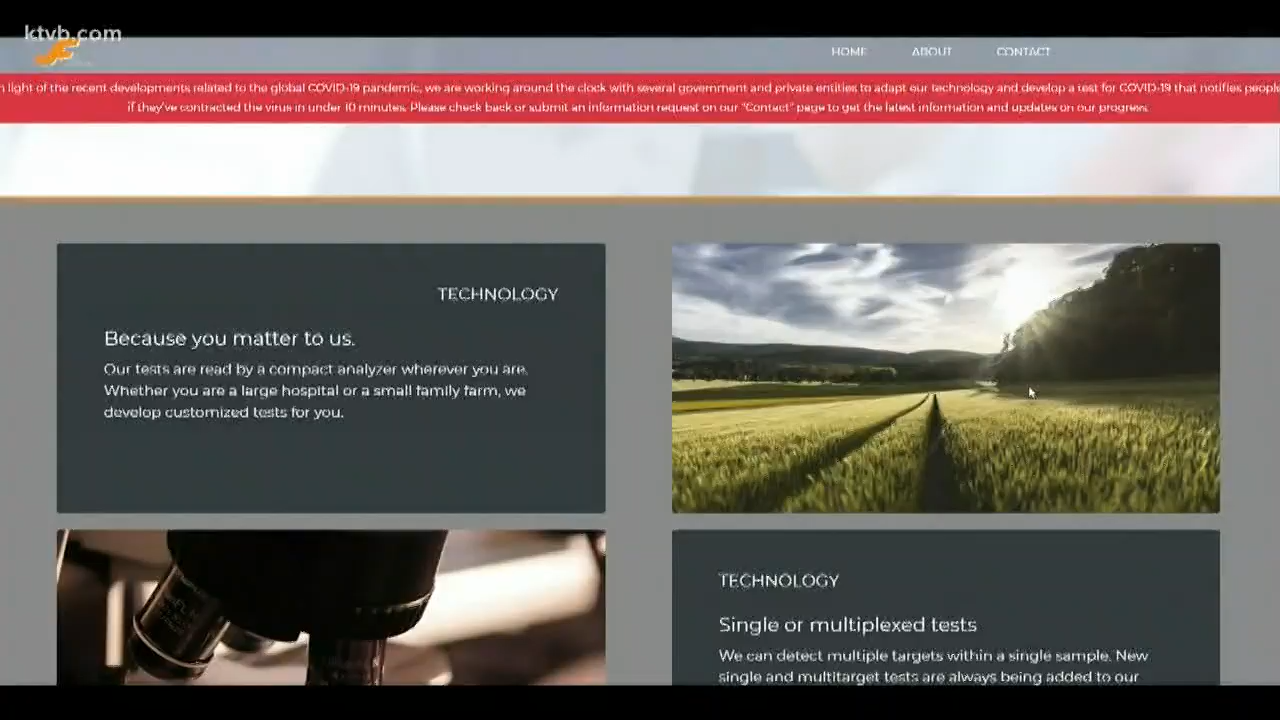 ktvb.com
HOME ABOUT CONTACT
n light of the recent developments related to the global COVID-19 pandemic, we are working around the clock with several government and private entities to adapt our technology and develop a test for COVID-19 that notifies people
if they've contracted the virus in under 10 minutes. Please check back or submit an information request on our "Contact" page to get the latest information and updates on our progress.
TECHNOLOGY
Because you matter to us.
Our tests are read by a compact analyzer wherever you are.
Whether you are a large hospital or a small family farm, we
develop customized tests for you.
TECHNOLOGY
Single or multiplexed tests
We can detect multiple targets within a single sample. New
single and multitarget tests are always being added to our